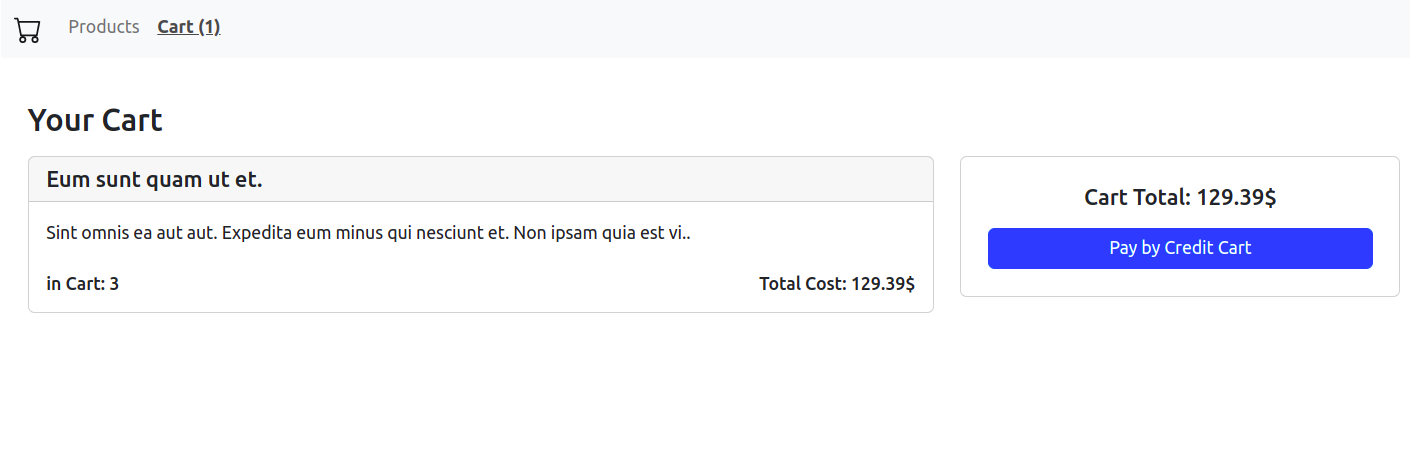 Products Cart (1)
Your Cart
Eum sunt quam ut et.
Sint omnis ea aut aut. Expedita eum minus qui nesciunt et. Non ipsam quia est vi..
in Cart: 3 Total Cost: 129.39$
Cart Total: 129.39$
Pay by Credit Cart